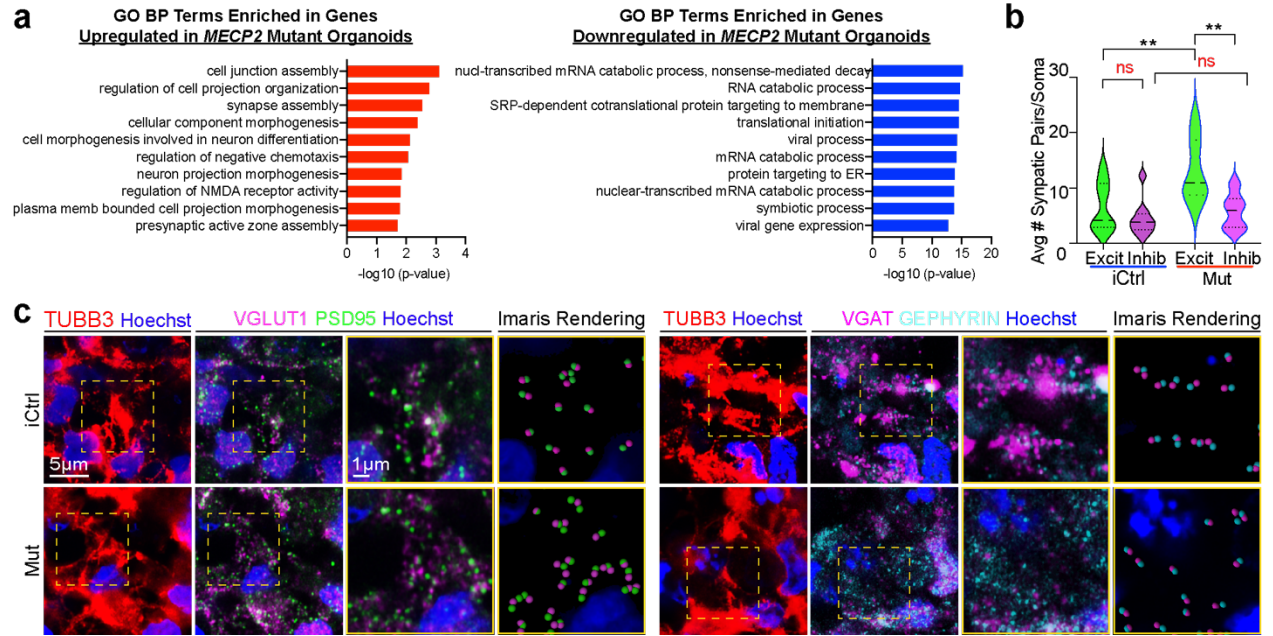 a
GO BP Terms Enriched in Genes
Upregulated in MECP2 Mutant Organoids
cell junction assembly
regulation of cell projection organization
synapse assembly
cellular component morphogenesis
cell morphogenesis involved in neuron differentiation
regulation of negative chemotaxis
neuron projection morphogenesis
regulation of NMDA receptor activity
plasma memb bounded cell projection morphogenesis
presynaptic active zone assembly
0 1 2 3 4
-log10 (p-value)
GO BP Terms Enriched in Genes
Downregulated in MECP2 Mutant Organoids
nucl-transcribed mRNA catabolic process, nonsense-mediated decay
RNA catabolic process
SRP-dependent cotranslational protein targeting to membrane
translational initiation
viral process
mRNA catabolic process
protein targeting to ER
nuclear-transcribed mRNA catabolic process
symbiotic process
viral gene expression
0 5 10 15 20
-log10 (p-value)
b
Avg # Synpatic Pairs/Soma
30
20
10
0
** **
ns ns
Excit Inhib Excit Inhib
iCtrl Mut
c
TUBB3 Hoechst VGLUT1 PSD95 Hoechst Imaris Rendering TUBB3 Hoechst VGAT GEPHYRIN Hoechst Imaris Rendering
iCtrl
5µm 1µm
Mut